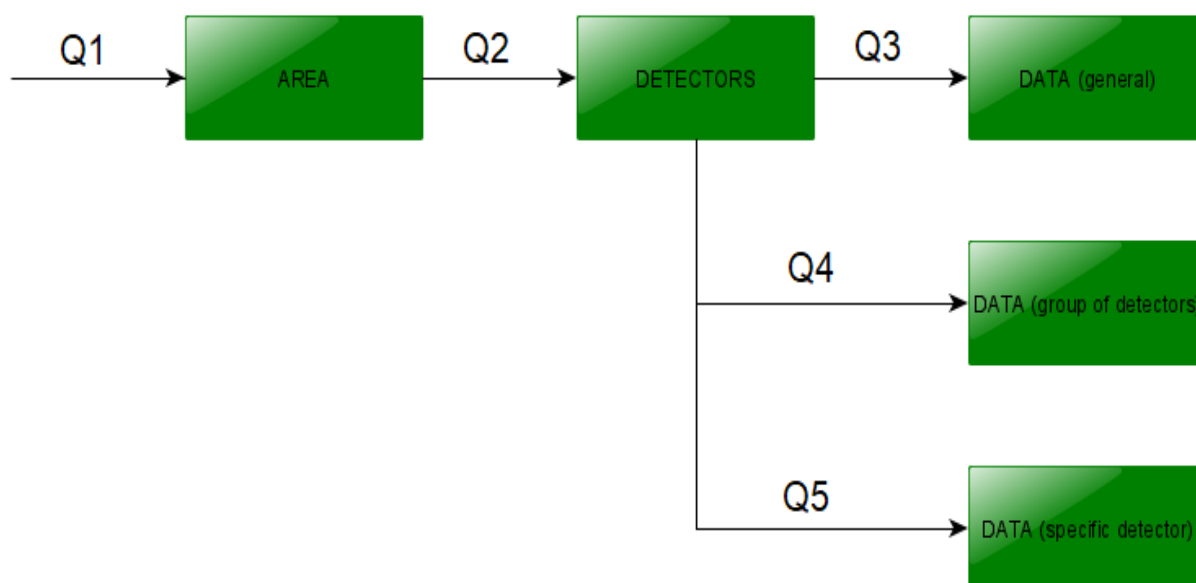 Q1
AREA
Q2
DETECTORS
Q3
DATA (general)
Q4
DATA (group of detectors)
Q5
DATA (specific detector)